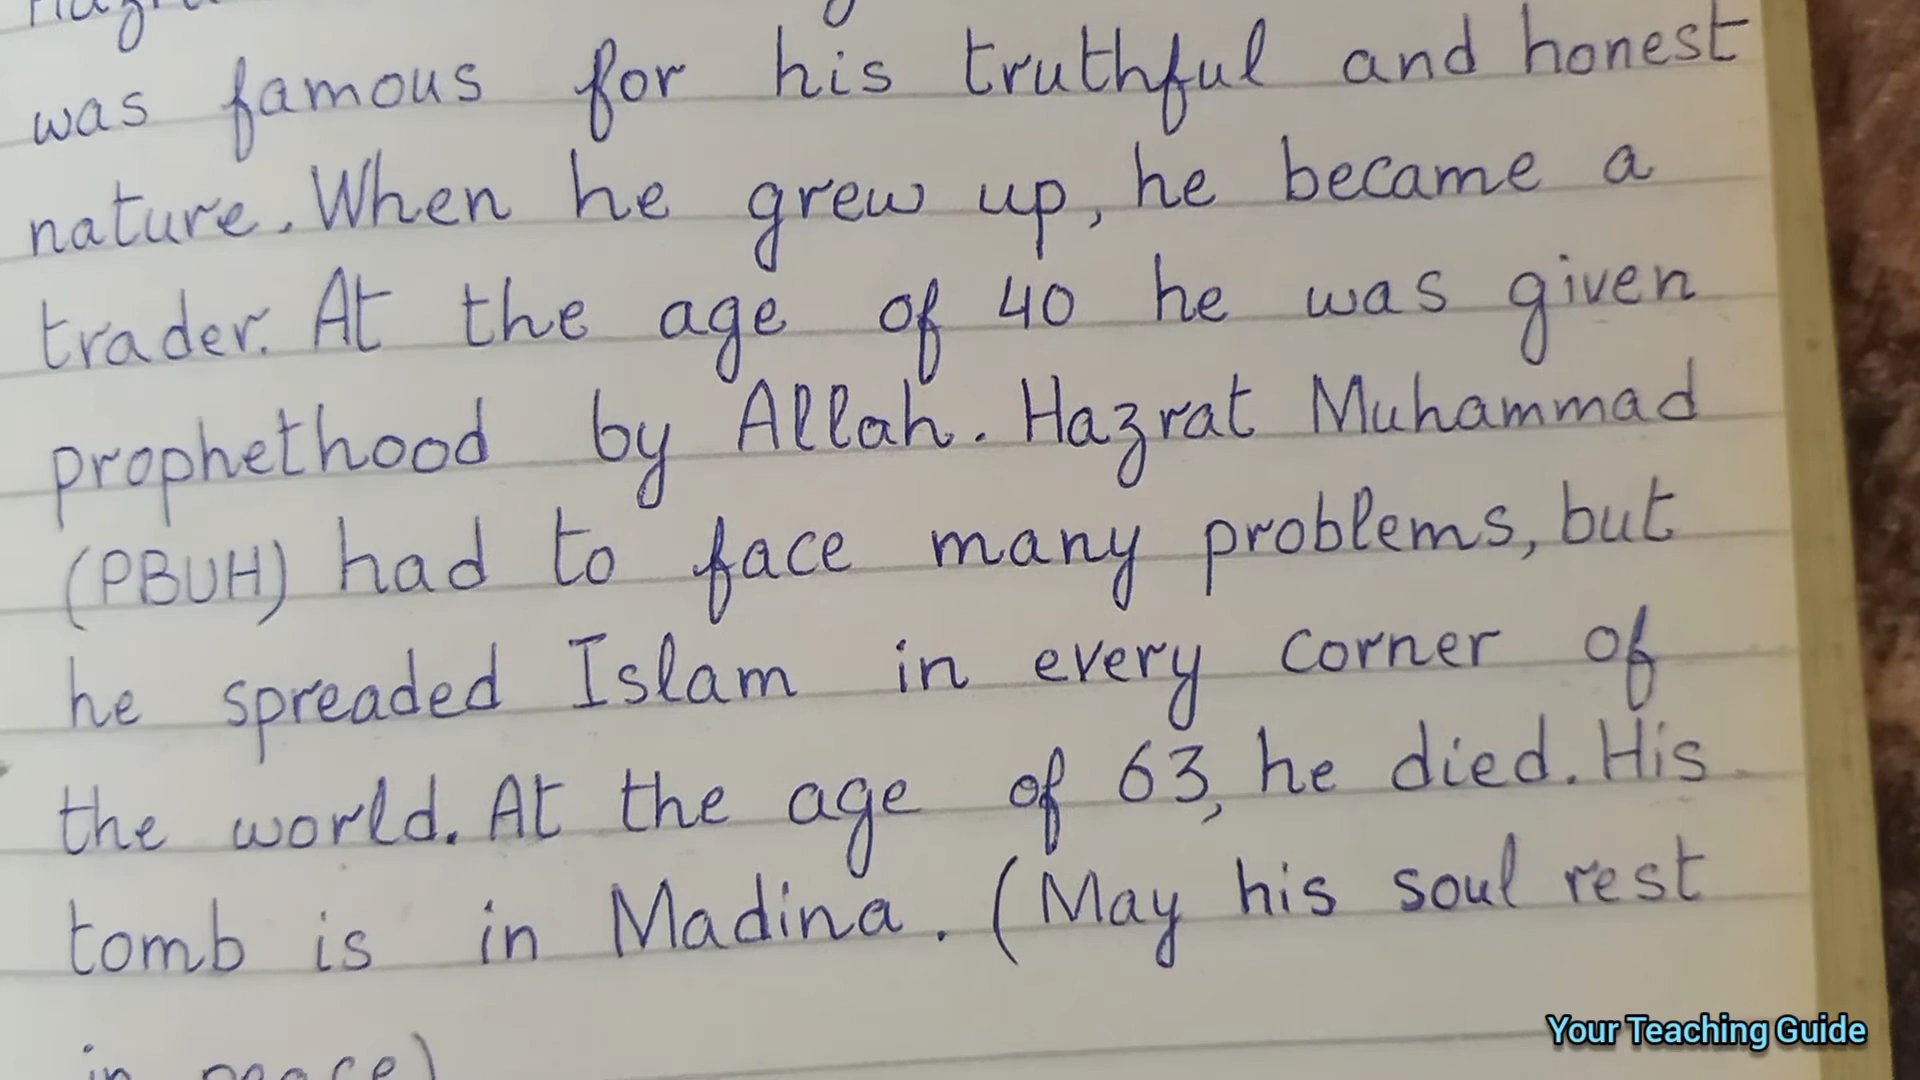 was famous for his truthful and honest
nature. When he grew up, he became a
trader. At the age of 40 he was given
prophethood by Allah. Hazrat Muhammad
(PBUH) had to face many problems, but
he spreaded Islam in every corner of
the world. At the age of 63, he died. His
tomb is in Madina. (May his soul rest
in peace)
Your Teaching Guide